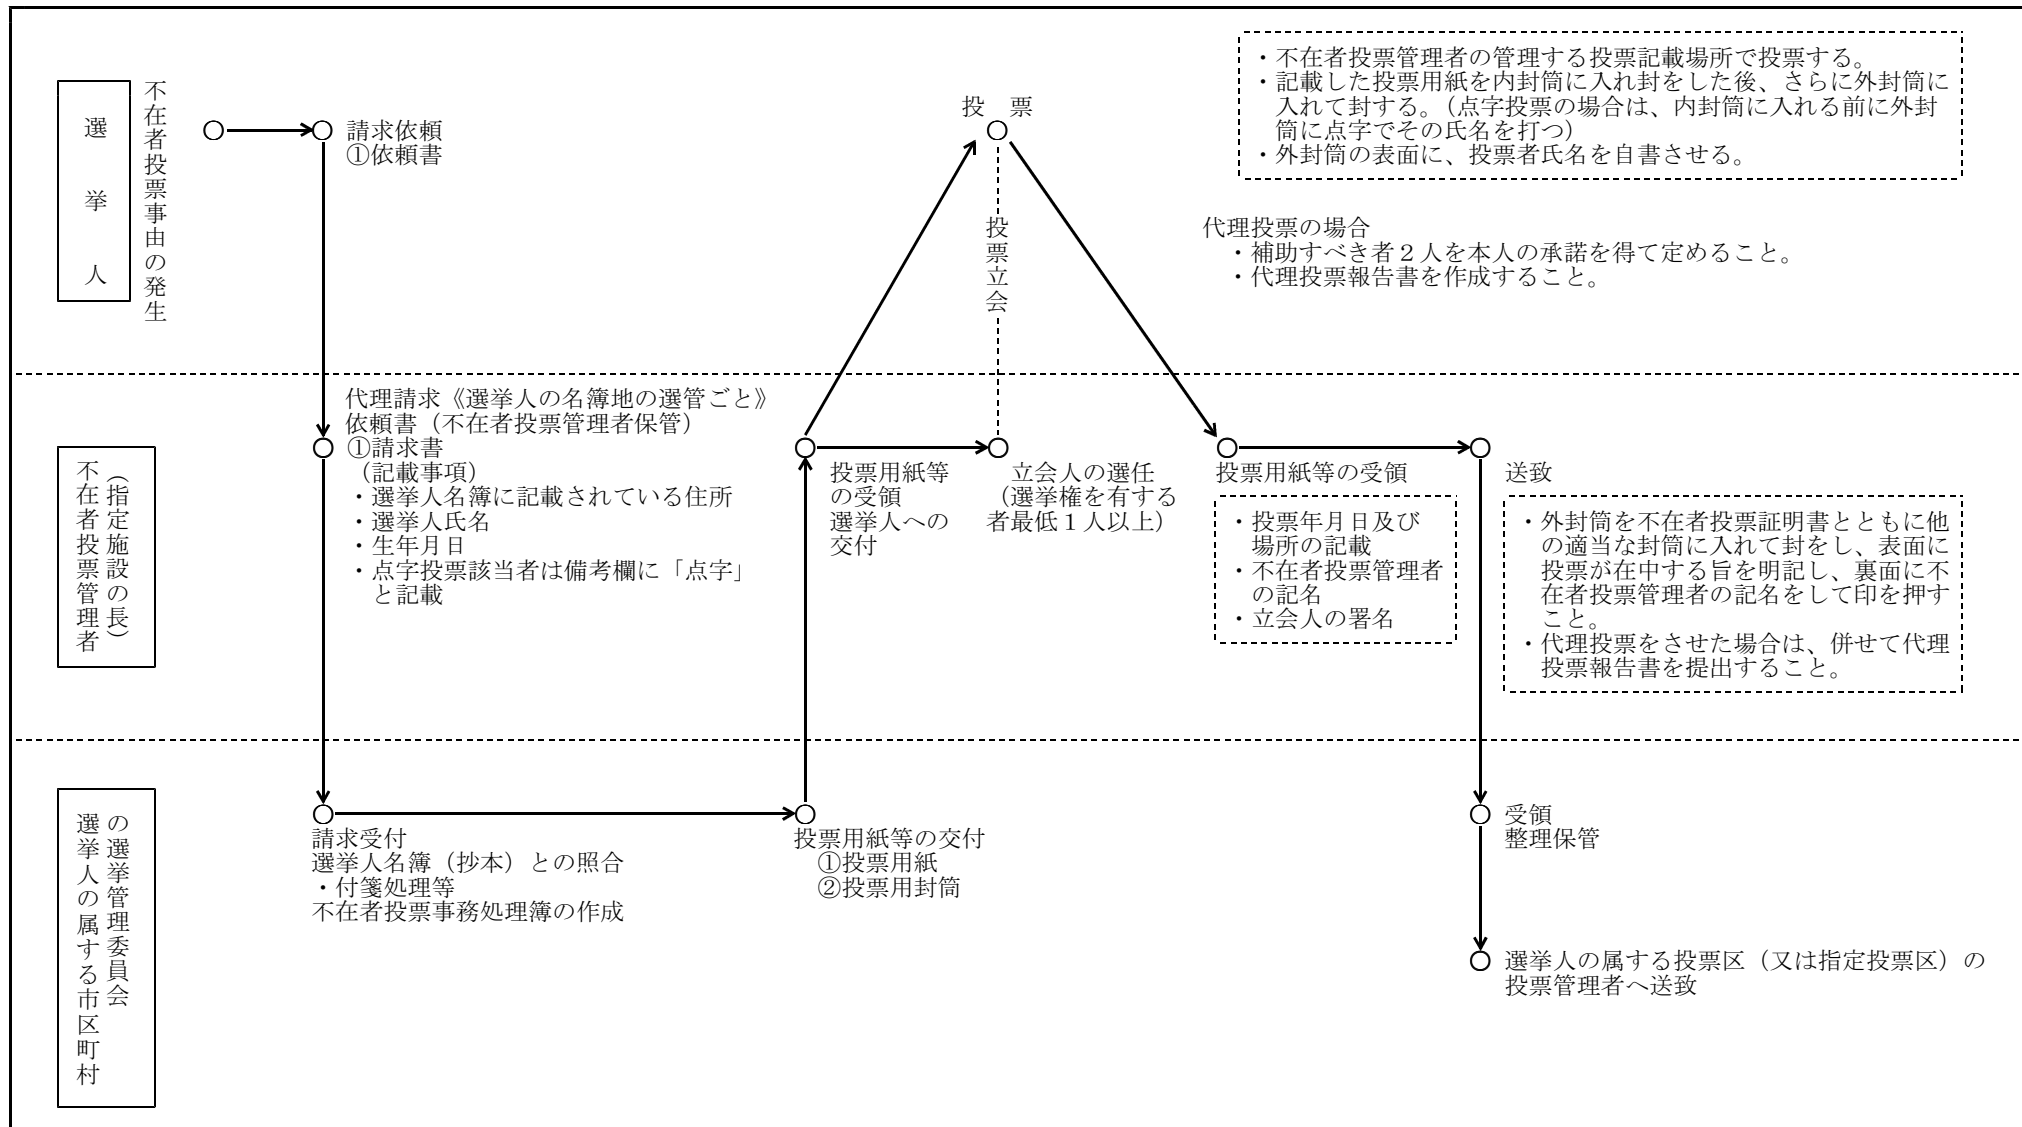 選挙人
不在者投票事由の発生
請求依頼
①依頼書
投　票
投票立会
・不在者投票管理者の管理する投票記載場所で投票する。
・記載した投票用紙を内封筒に入れ封をした後、さらに外封筒に
入れて封する。（点字投票の場合は、内封筒に入れる前に外封
筒に点字でその氏名を打つ）
・外封筒の表面に、投票者氏名を自書させる。
代理投票の場合
・補助すべき者２人を本人の承諾を得て定めること。
・代理投票報告書を作成すること。
（指定施設の長）
不在者投票管理者
代理請求《選挙人の名簿地の選管ごと》
依頼書（不在者投票管理者保管）
①請求書
（記載事項）
・選挙人名簿に記載されている住所
・選挙人氏名
・生年月日
・点字投票該当者は備考欄に「点字」
と記載
投票用紙等
の受領
選挙人への
交付
立会人の選任
（選挙権を有する
者最低１人以上）
投票用紙等の受領
・投票年月日及び
場所の記載
・不在者投票管理者
の記名
・立会人の署名
送致
・外封筒を不在者投票証明書とともに他
の適当な封筒に入れて封をし、表面に
投票が在中する旨を明記し、裏面に不
在者投票管理者の記名をして印を押す
こと。
・代理投票をさせた場合は、併せて代理
投票報告書を提出すること。
選挙人の属する市区町村
の選挙管理委員会
請求受付
選挙人名簿（抄本）との照合
・付箋処理等
不在者投票事務処理簿の作成
投票用紙等の交付
①投票用紙
②投票用封筒
受領
整理保管
選挙人の属する投票区（又は指定投票区）の
投票管理者へ送致